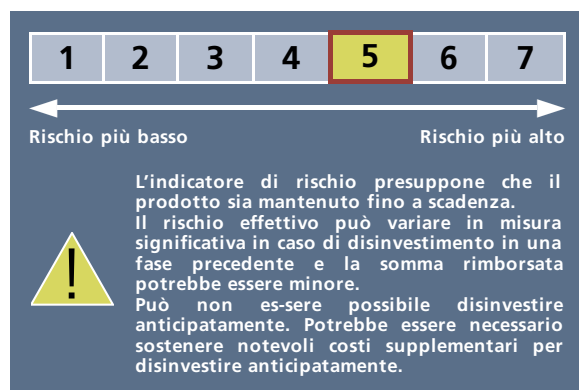 1 2 3 4 5 6 7
Rischio più basso Rischio più alto
L'indicatore di rischio presuppone che il
prodotto sia mantenuto fino a scadenza.
Il rischio effettivo può variare in misura
significativa in caso di disinvestimento in una
fase precedente e la somma rimborsata
potrebbe essere minore.
Può non es-sere possibile disinvestire
anticipatamente. Potrebbe essere necessario
sostenere notevoli costi supplementari per
disinvestire anticipatamente.
!